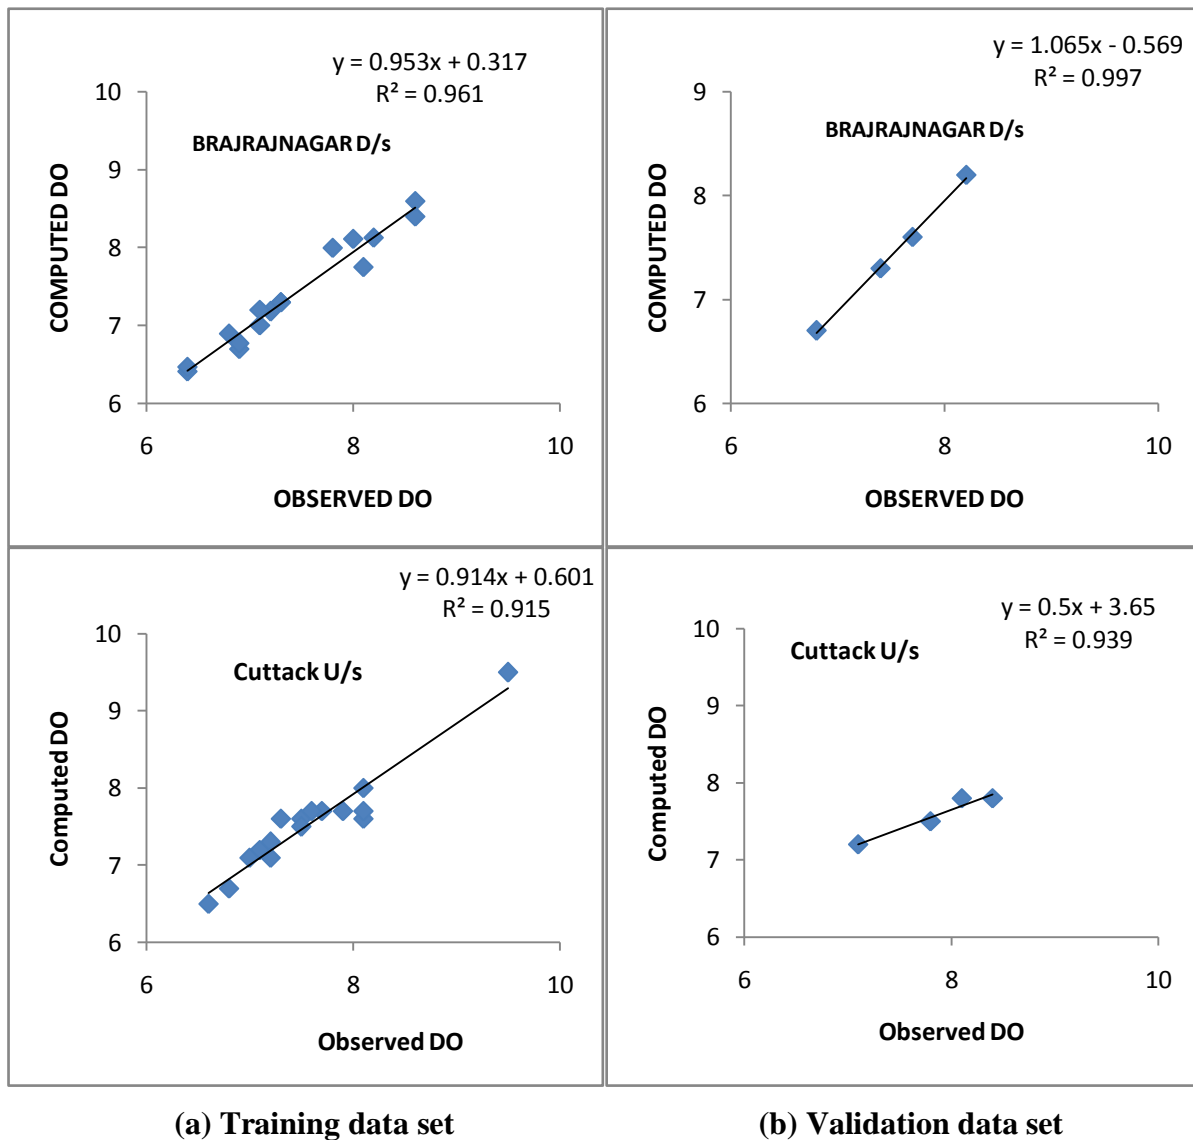 y = 0.953x + 0.317
R² = 0.961
10
BRAJRAJNAGAR D/s
9
8
7
6
COMPUTED DO
6 8 10
OBSERVED DO
y = 1.065x - 0.569
R² = 0.997
9
BRAJRAJNAGAR D/s
8
7
6
COMPUTED DO
6 8 10
OBSERVED DO
y = 0.914x + 0.601
R² = 0.915
10
Cuttack U/s
9
8
7
6
Computed DO
6 8 10
Observed DO
y = 0.5x + 3.65
R² = 0.939
10
Cuttack U/s
9
8
7
6
Computed DO
6 8 10
Observed DO
(a) Training data set
(b) Validation data set